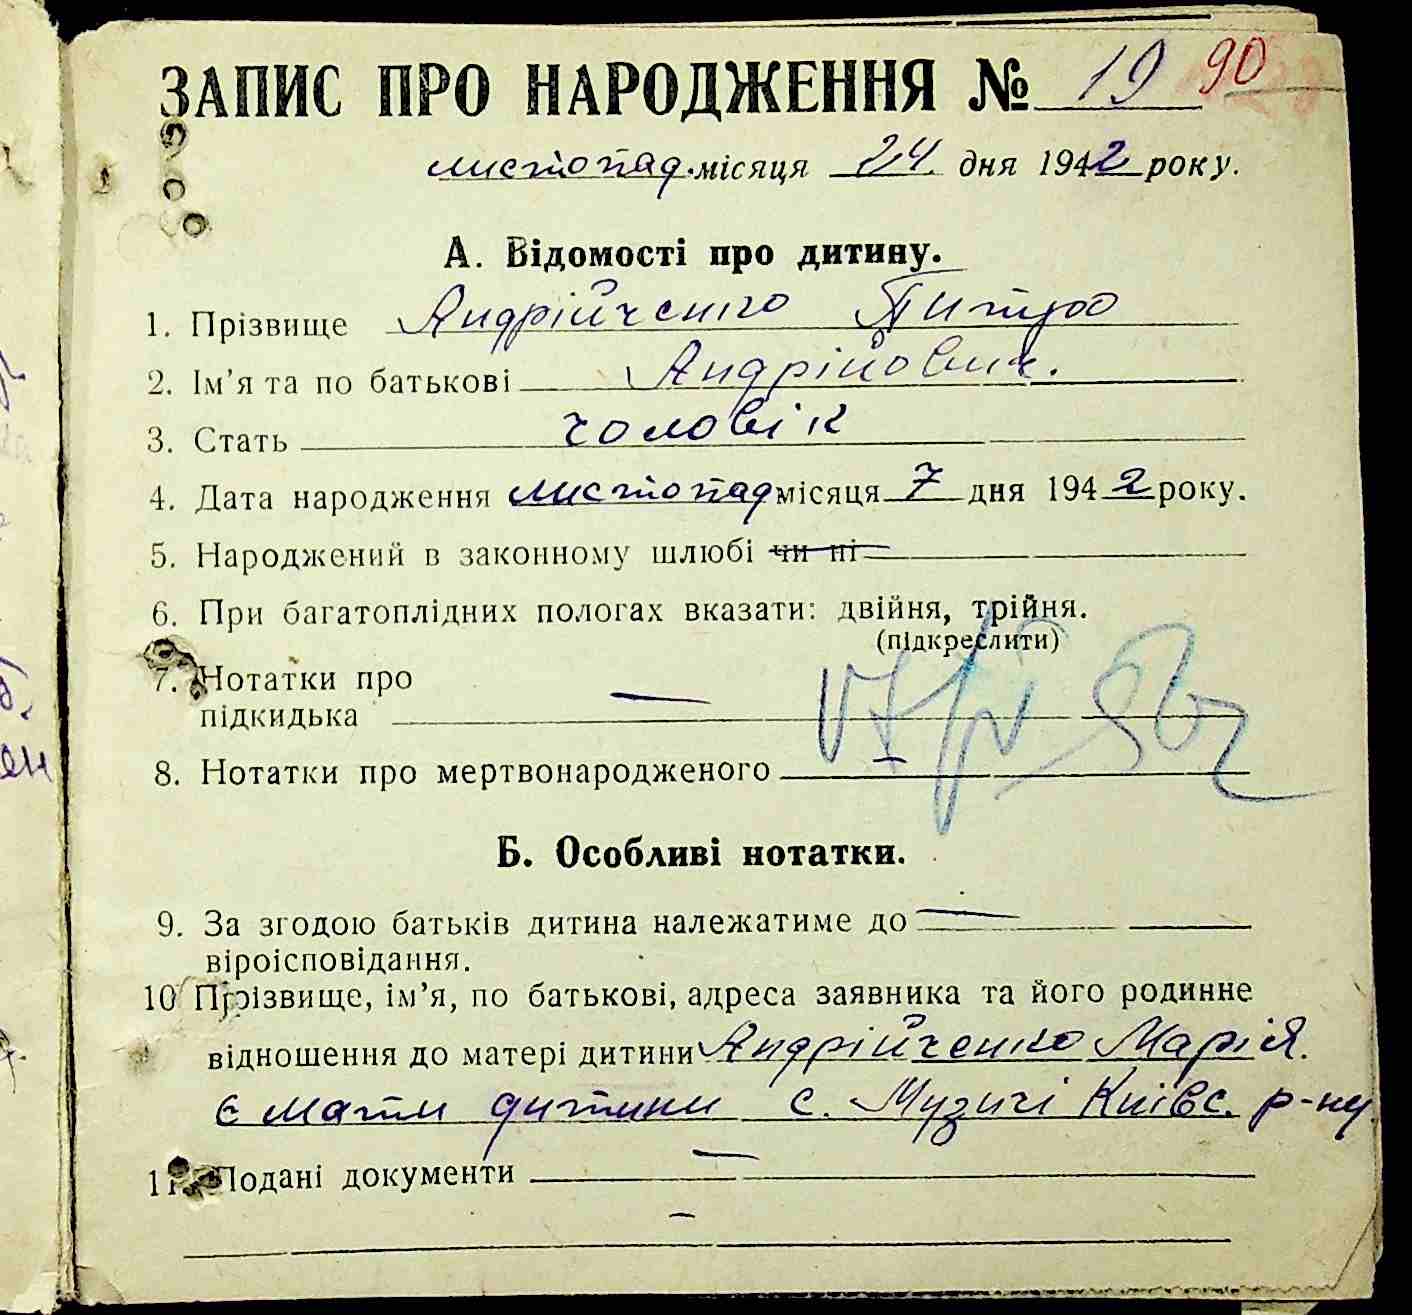 ЗАПИС ПРО НАРОДЖЕННЯ № 19 90
листопад місяця 24 дня 1942 року.
А. Відомості про дитину.
1. Прізвище Андрійченко Питро
2. Ім’я та по батькові Андрійович.
3. Стать чоловік
4. Дата народження листопад місяця 7 дня 1942 року.
5. Народжений в законному шлюбі чи ні
6. При багатоплідних пологах вказати: двійня, трійня.
(підкреслити)
7. Нотатки про
підкидька —
8. Нотатки про мертвонародженого —
Б. Особливі нотатки.
9. За згодою батьків дитина належатиме до —
віроісповідання.
10 Прізвище, ім’я, по батькові, адреса заявника та його родинне
відношення до матері дитини Андрійченко Марія.
є мати дитини с. Музичі Київс. р-ну
11. Подані документи —
—